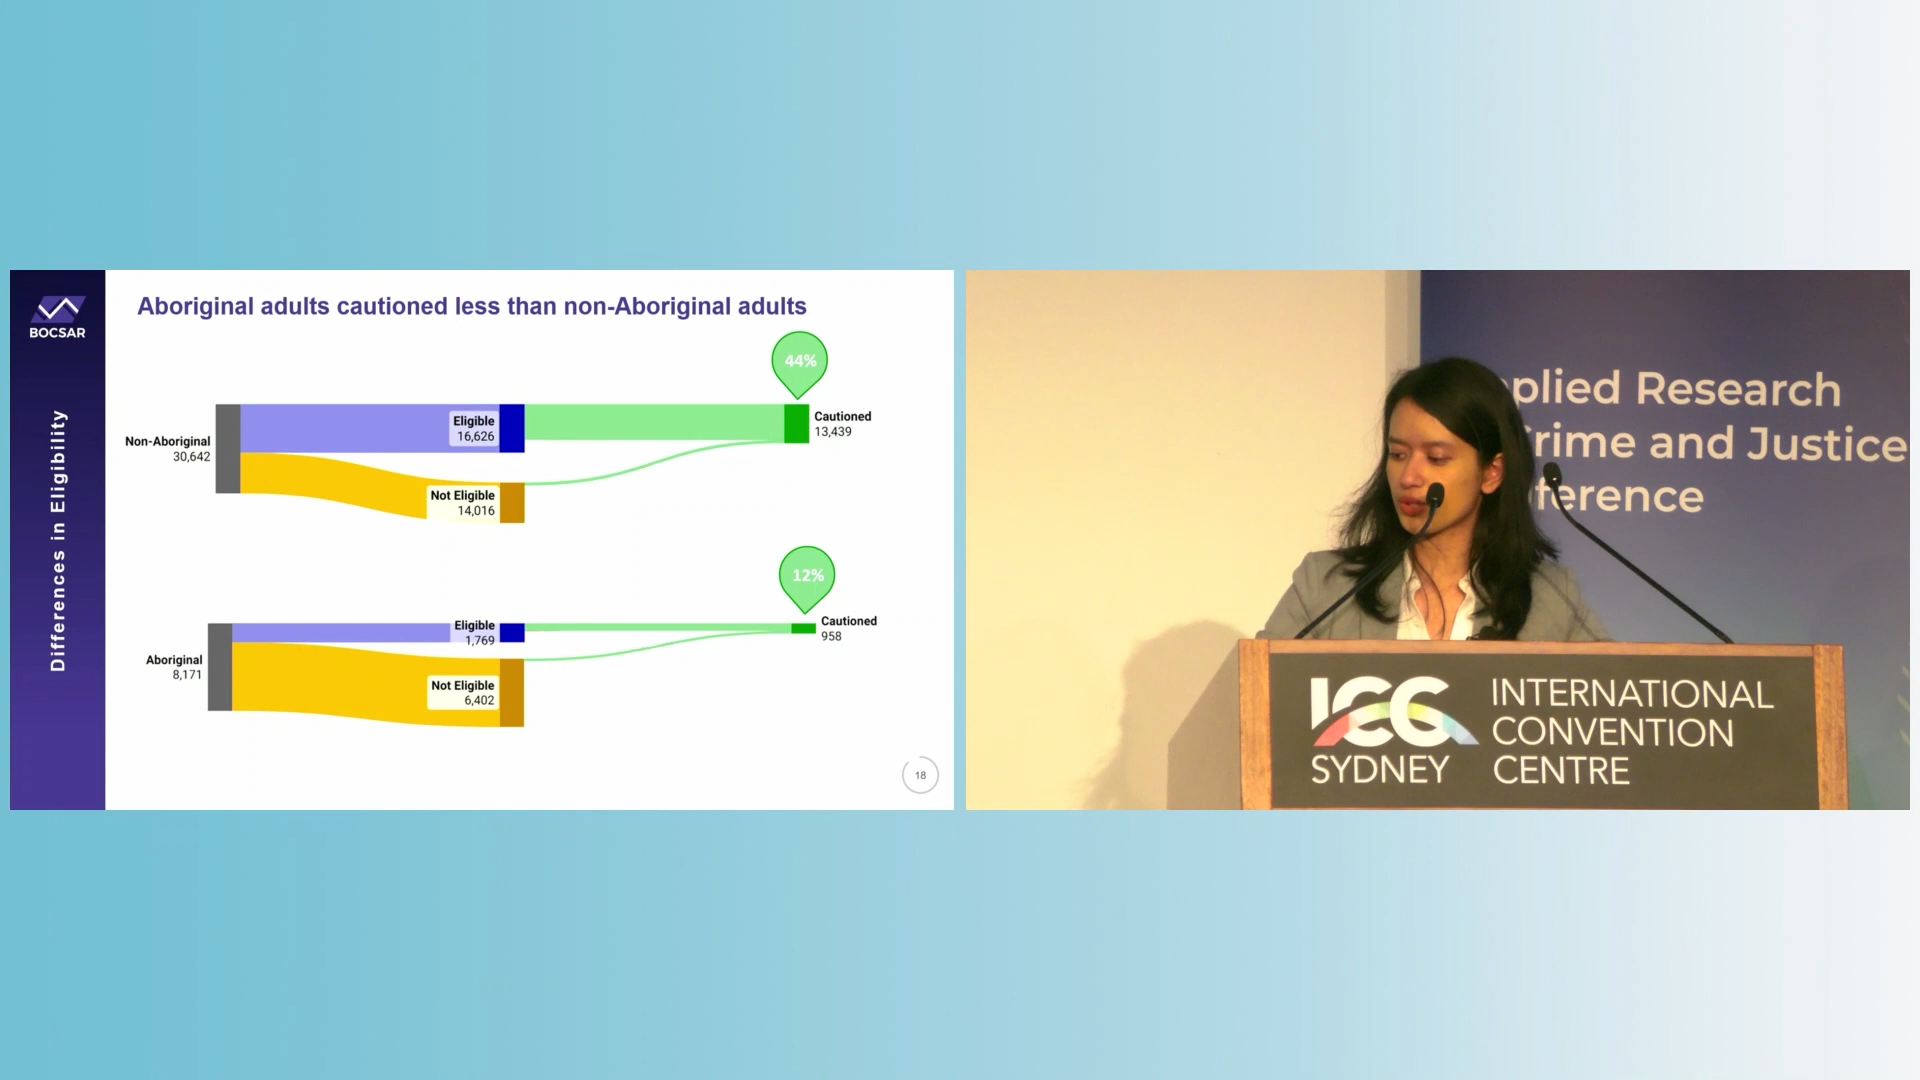 BOCSAR
Differences in Eligibility
Aboriginal adults cautioned less than non-Aboriginal adults
44%
Non-Aboriginal
30,642
Eligible
16,626
Not Eligible
14,016
Cautioned
13,439
12%
Aboriginal
8,171
Eligible
1,769
Not Eligible
6,402
Cautioned
958
18
plied Research
rime and Justice
ference
ICC
SYDNEY
INTERNATIONAL
CONVENTION
CENTRE